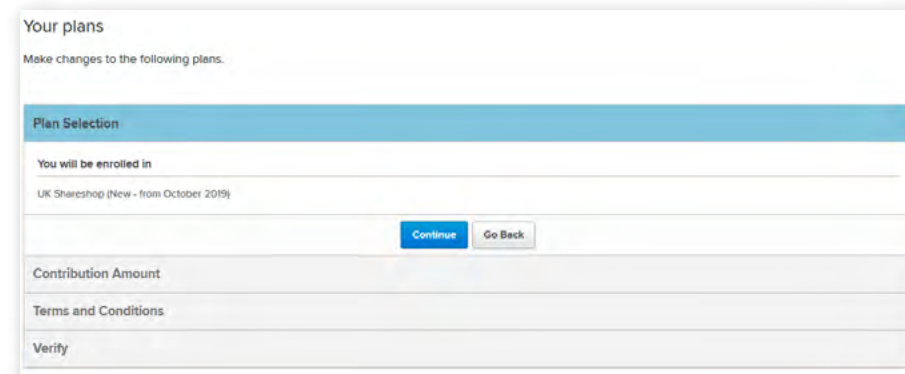 Your plans
Make changes to the following plans.
Plan Selection
You will be enrolled in
UK Shareshop (New - from October 2019)
Continue Go Back
Contribution Amount
Terms and Conditions
Verify